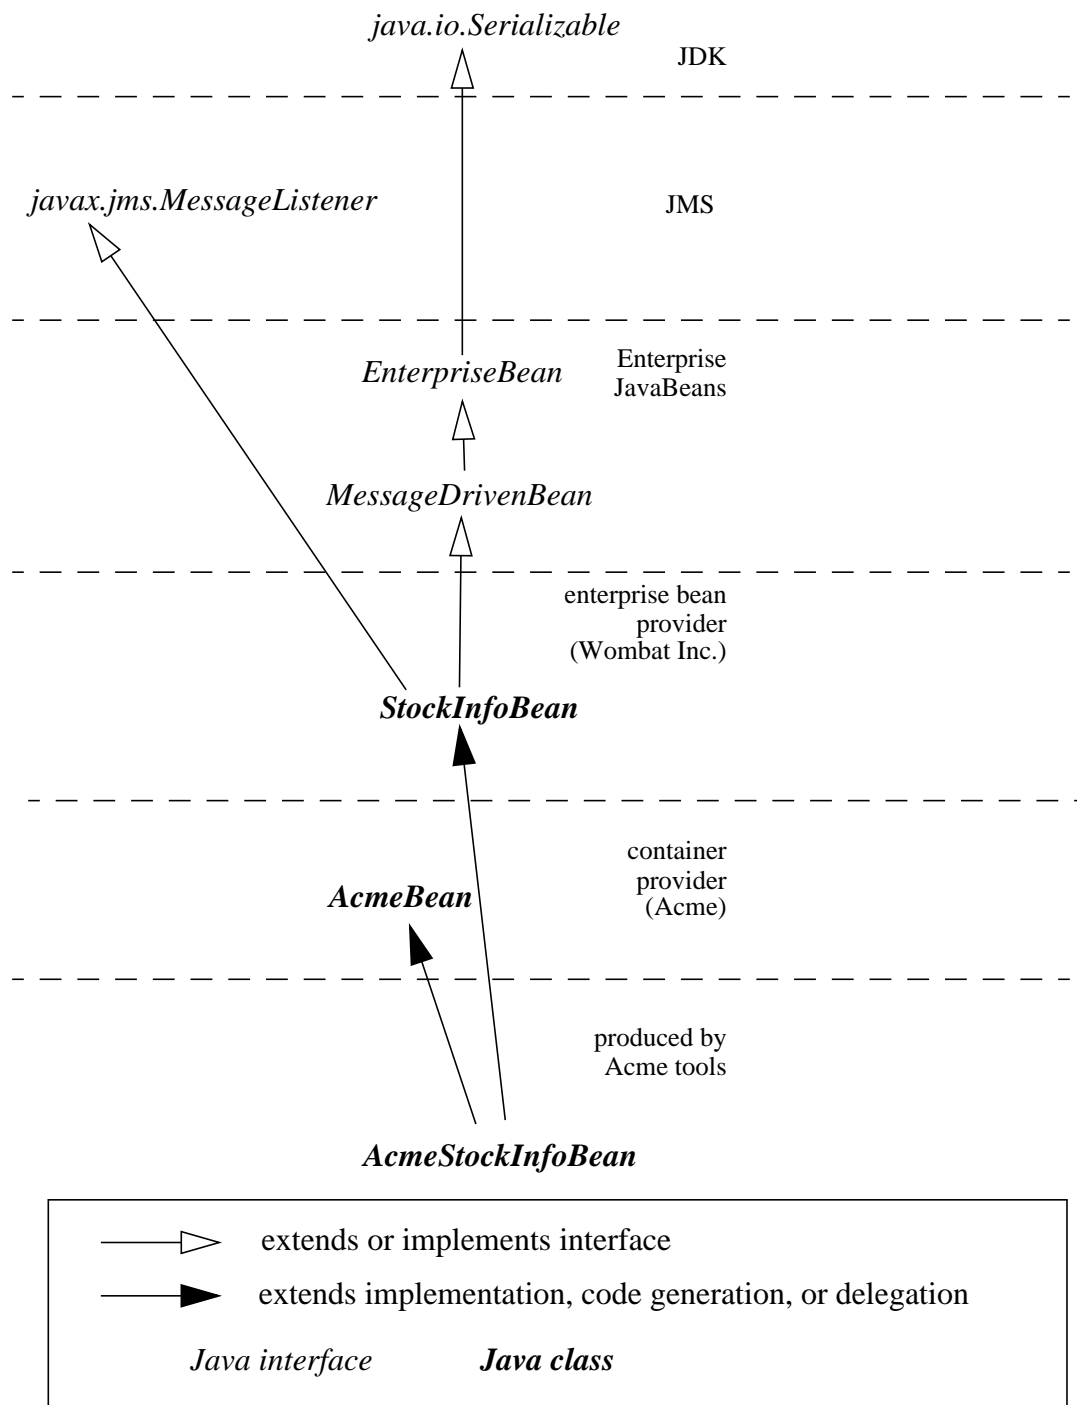 java.io.Serializable
JDK
javax.jms.MessageListener
JMS
EnterpriseBean
Enterprise
JavaBeans
MessageDrivenBean
enterprise bean
provider
(Wombat Inc.)
StockInfoBean
container
provider
(Acme)
AcmeBean
produced by
Acme tools
AcmeStockInfoBean
extends or implements interface
extends implementation, code generation, or delegation
Java interface Java class